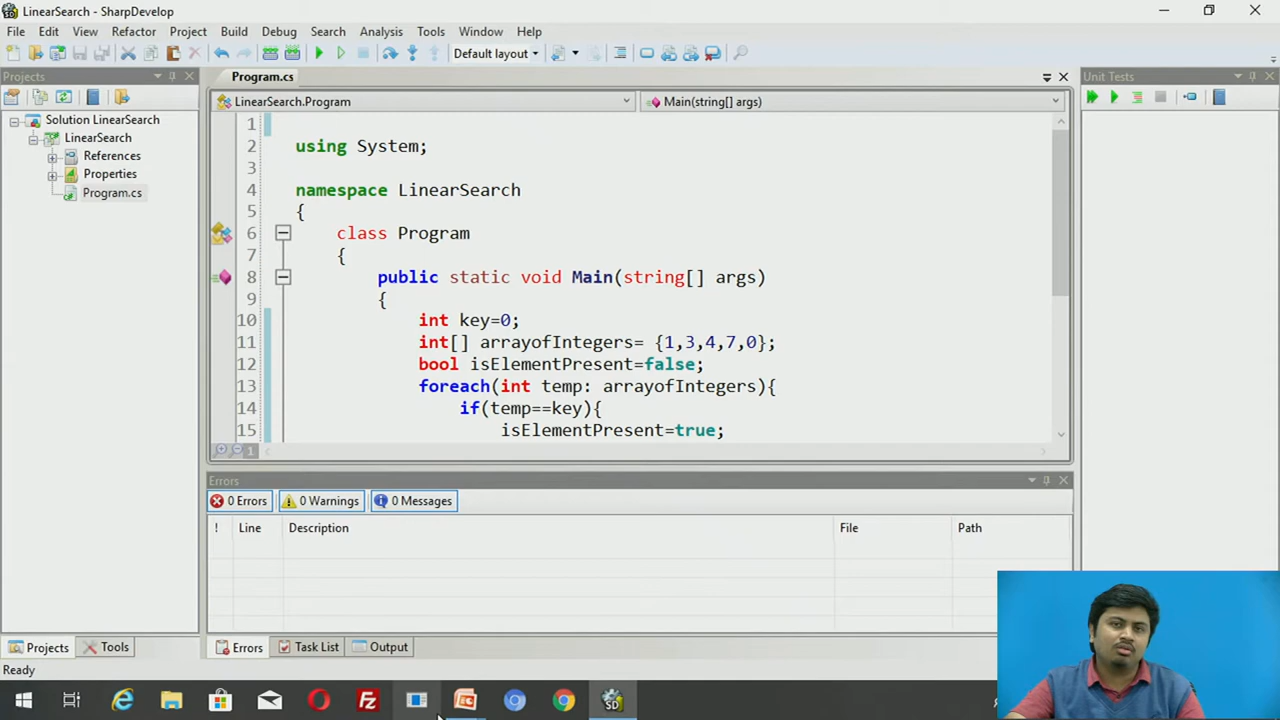 LinearSearch - SharpDevelop
File Edit View Refactor Project Build Debug Search Analysis Tools Window Help
Default layout
Projects
Program.cs
Unit Tests
LinearSearch.Program
Main(string[] args)
Solution LinearSearch
LinearSearch
References
Properties
Program.cs
1
2 using System;
3
4 namespace LinearSearch
5 {
6 class Program
7 {
8 public static void Main(string[] args)
9 {
10 int key=0;
11 int[] arrayofIntegers= {1,3,4,7,0};
12 bool isElementPresent=false;
13 foreach(int temp: arrayofIntegers){
14 if(temp==key){
15 isElementPresent=true;
1
Errors
0 Errors 0 Warnings 0 Messages
! Line Description File Path
Projects Tools
Errors Task List Output
Ready